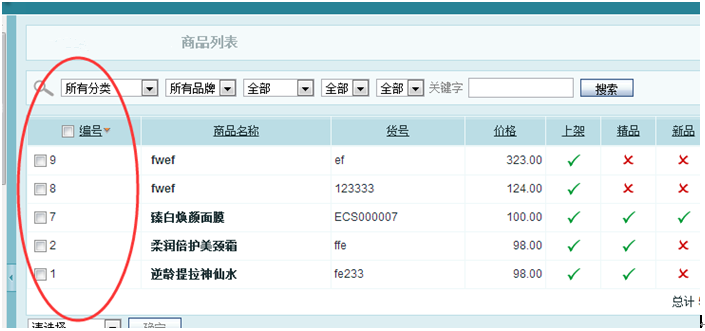 商品列表
所有分类 所有品牌 全部 全部 全部 关键字 搜索
编号 商品名称 货号 价格 上架 精品 新品
9 fwef ef 323.00
8 fwef 123333 124.00
7 臻白焕颜面膜 ECS000007 100.00
2 柔润倍护美颈霜 ffe 98.00
1 逆龄提拉神仙水 fe233 98.00
总计
请选择 确定